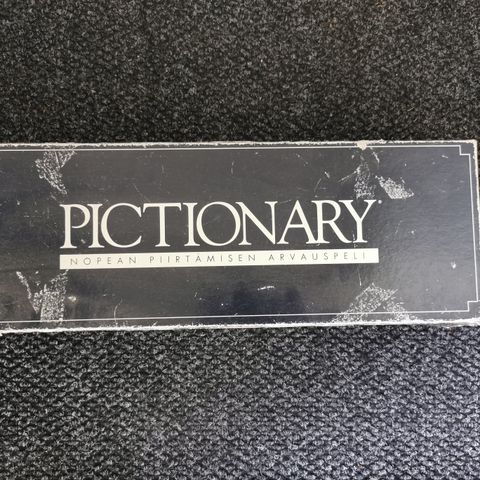 PICTIONARY®
NOPEAN PIIRTÄMISEN ARVAUSPELI